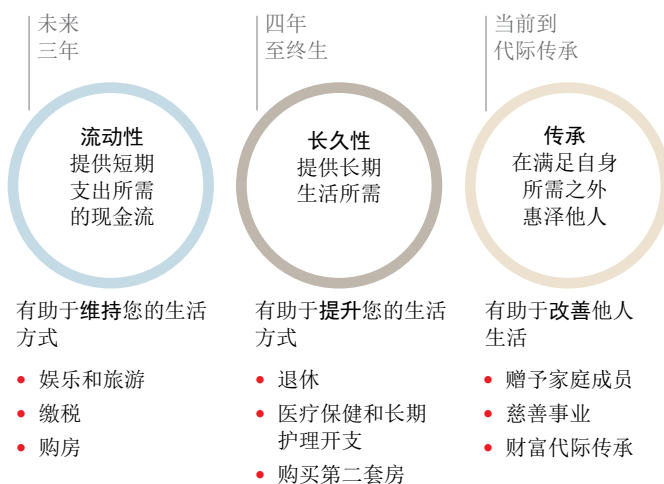 未来
三年
流动性
提供短期
支出所需
的现金流
有助于维持您的生活
方式
• 娱乐和旅游
• 缴税
• 购房
四年
至终生
长久性
提供长期
生活所需
有助于提升您的生活
方式
• 退休
• 医疗保健和长期
护理开支
• 购买第二套房
当前到
代际传承
传承
在满足自身
所需之外
惠泽他人
有助于改善他人
生活
• 赠予家庭成员
• 慈善事业
• 财富代际传承